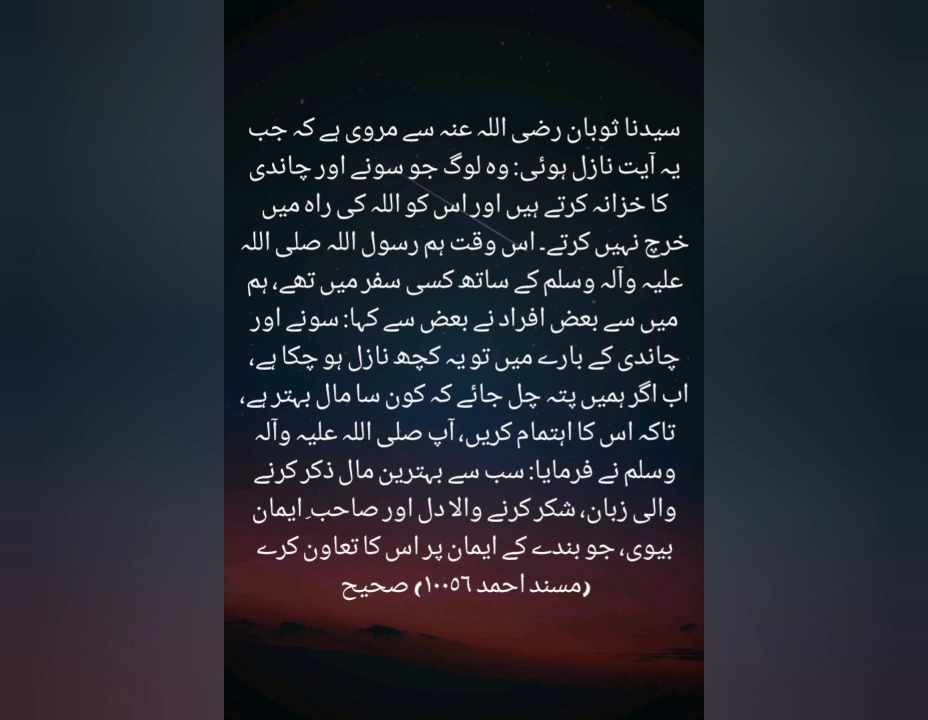 سیدنا ثوبان رضی اللہ عنہ سے مروی ہے کہ جب
یہ آیت نازل ہوئی: وہ لوگ جو سونے اور چاندی
کا خزانہ کرتے ہیں اور اس کو اللہ کی راہ میں
خرچ نہیں کرتے۔ اس وقت ہم رسول اللہ صلی اللہ
علیہ وآلہ وسلم کے ساتھ کسی سفر میں تھے، ہم
میں سے بعض افراد نے بعض سے کہا: سونے اور
چاندی کے بارے میں تو یہ کچھ نازل ہو چکا ہے،
اب اگر ہمیں پتہ چل جائے کہ کون سا مال بہتر ہے،
تاکہ اس کا اہتمام کریں، آپ صلی اللہ علیہ وآلہ
وسلم نے فرمایا: سب سے بہترین مال ذکر کرنے
والی زبان، شکر کرنے والا دل اور صاحبِ ایمان
بیوی، جو بندے کے ایمان پر اس کا تعاون کرے
(مسند احمد ١٠٠٥٦) صحیح